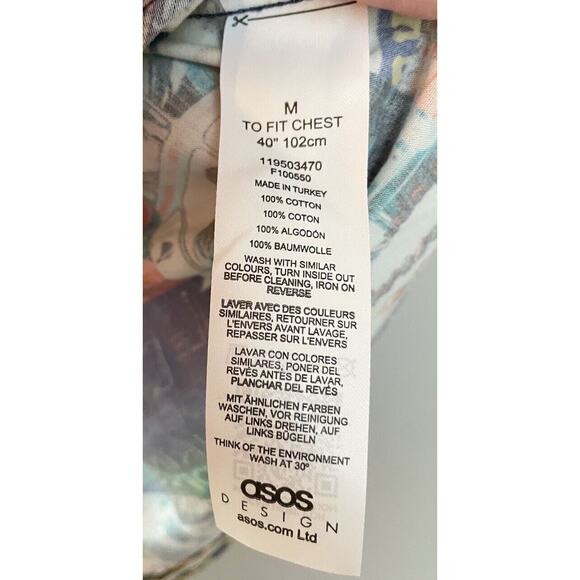 M
TO FIT CHEST
40" 102cm
119503470
F100550
MADE IN TURKEY
100% COTTON
100% COTON
100% ALGODÓN
100% BAUMWOLLE
WASH WITH SIMILAR
COLOURS, TURN INSIDE OUT
BEFORE CLEANING, IRON ON
REVERSE
LAVER AVEC DES COULEURS
SIMILAIRES, RETOURNER SUR
L'ENVERS AVANT LAVAGE,
REPASSER SUR L'ENVERS
LAVAR CON COLORES
SIMILARES, PONER DEL
REVÉS ANTES DE LAVAR,
PLANCHAR DEL REVÉS
MIT ÄHNLICHEN FARBEN
WASCHEN, VOR REINIGUNG
AUF LINKS DREHEN, AUF
LINKS BÜGELN
THINK OF THE ENVIRONMENT
WASH AT 30º
asos
DESIGN
asos.com Ltd